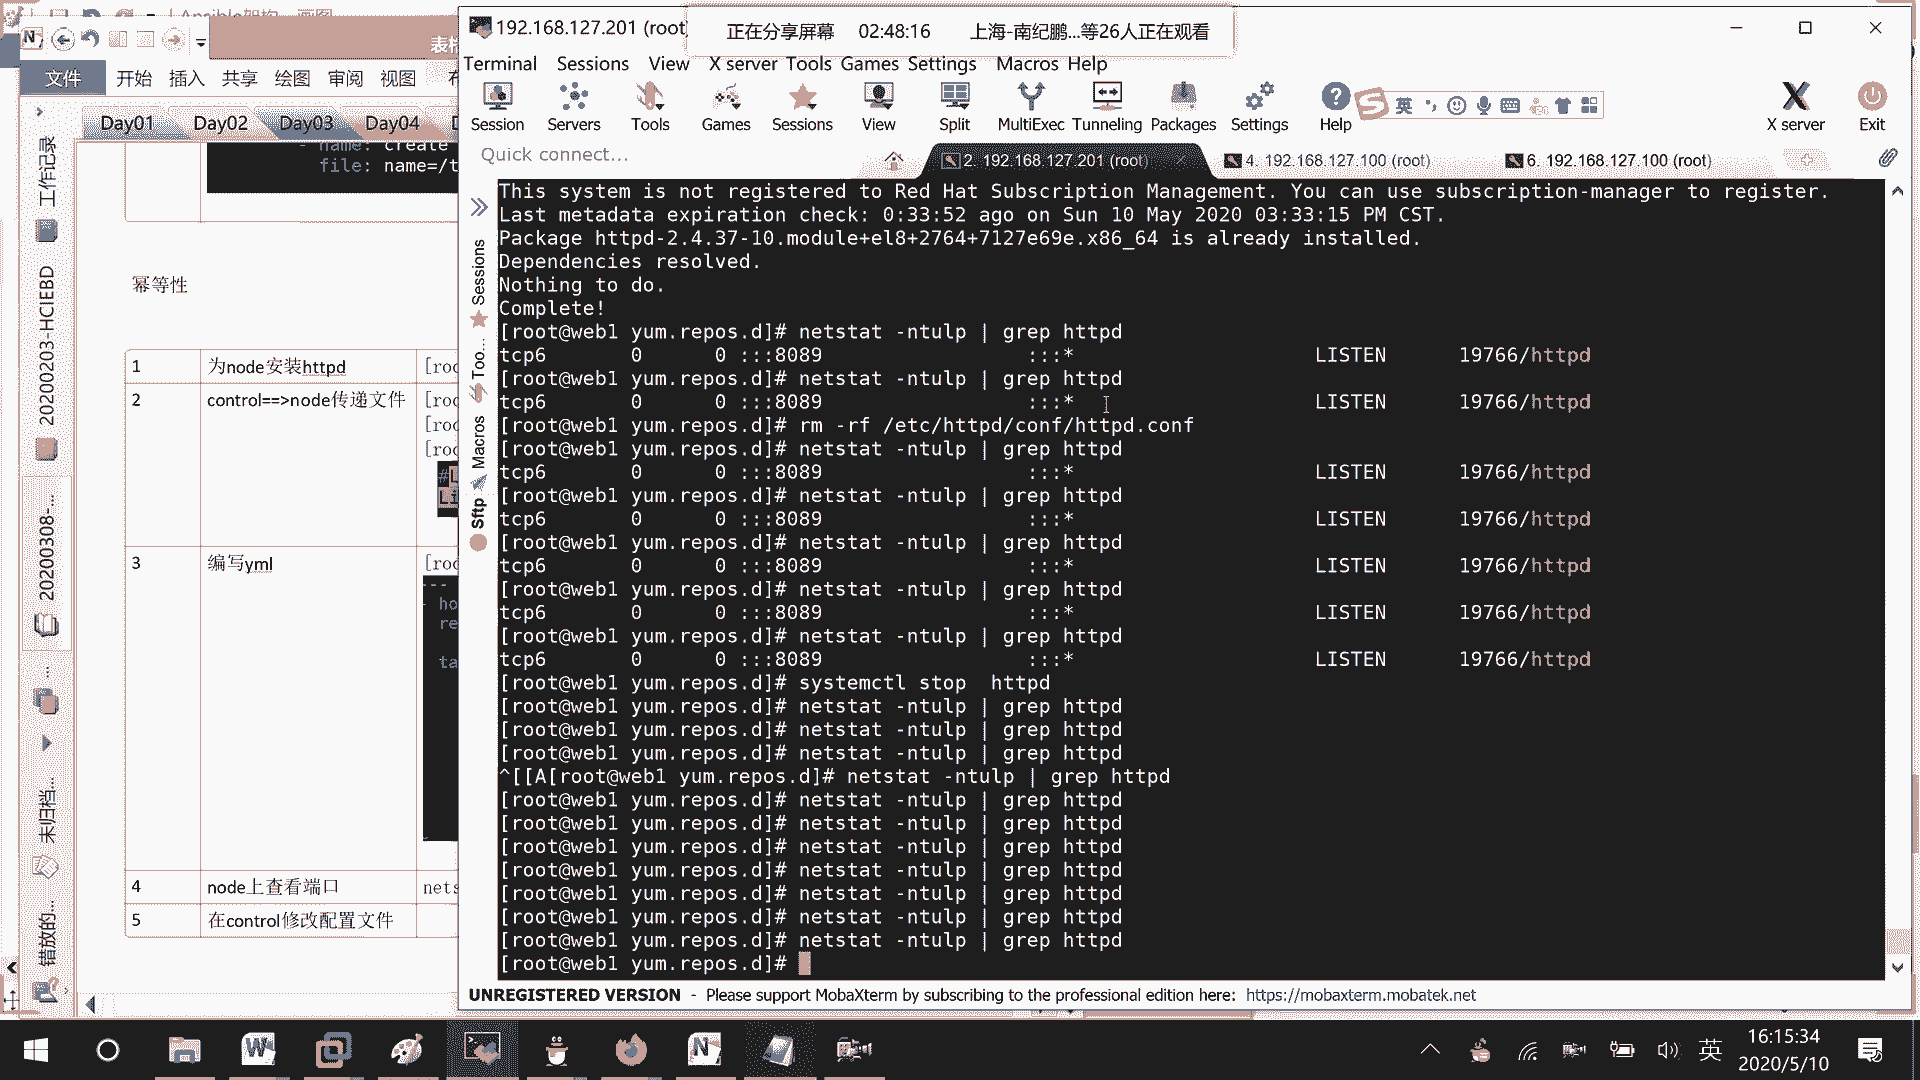 192.168.127.201 (root)
正在分享屏幕 02:48:16 上海-南纪鹏...等26人正在观看
Terminal Sessions View X server Tools Games Settings Macros Help
Session Servers Tools Games Sessions View Split MultiExec Tunneling Packages Settings Help
英
X server Exit
Quick connect...
2. 192.168.127.201 (root)
4. 192.168.127.100 (root)
6. 192.168.127.100 (root)
文件 开始 插入 共享 绘图 审阅 视图
Day01 Day02 Day03 Day04
- name: create
file: name=/t
幂等性
1 为node安装httpd [roo
2 control==>node传递文件 [roo
[roo
[roo
3 编写yml [roo
---
- ho
re
ta
4 node上查看端口 nets
5 在control修改配置文件
工作记录
20200203-HCIEBD
20200308-...
...
未归档...
错放的...
Sessions
Too...
Macros
Sftp
This system is not registered to Red Hat Subscription Management. You can use subscription-manager to register.
Last metadata expiration check: 0:33:52 ago on Sun 10 May 2020 03:33:15 PM CST.
Package httpd-2.4.37-10.module+el8+2764+7127e69e.x86_64 is already installed.
Dependencies resolved.
Nothing to do.
Complete!
[root@web1 yum.repos.d]# netstat -ntulp | grep httpd
tcp6 0 0 :::8089 :::* LISTEN 19766/httpd
[root@web1 yum.repos.d]# netstat -ntulp | grep httpd
tcp6 0 0 :::8089 :::* LISTEN 19766/httpd
[root@web1 yum.repos.d]# rm -rf /etc/httpd/conf/httpd.conf
[root@web1 yum.repos.d]# netstat -ntulp | grep httpd
tcp6 0 0 :::8089 :::* LISTEN 19766/httpd
[root@web1 yum.repos.d]# netstat -ntulp | grep httpd
tcp6 0 0 :::8089 :::* LISTEN 19766/httpd
[root@web1 yum.repos.d]# netstat -ntulp | grep httpd
tcp6 0 0 :::8089 :::* LISTEN 19766/httpd
[root@web1 yum.repos.d]# netstat -ntulp | grep httpd
tcp6 0 0 :::8089 :::* LISTEN 19766/httpd
[root@web1 yum.repos.d]# netstat -ntulp | grep httpd
tcp6 0 0 :::8089 :::* LISTEN 19766/httpd
[root@web1 yum.repos.d]# systemctl stop  httpd
[root@web1 yum.repos.d]# netstat -ntulp | grep httpd
[root@web1 yum.repos.d]# netstat -ntulp | grep httpd
[root@web1 yum.repos.d]# netstat -ntulp | grep httpd
^[[A[root@web1 yum.repos.d]# netstat -ntulp | grep httpd
[root@web1 yum.repos.d]# netstat -ntulp | grep httpd
[root@web1 yum.repos.d]# netstat -ntulp | grep httpd
[root@web1 yum.repos.d]# netstat -ntulp | grep httpd
[root@web1 yum.repos.d]# netstat -ntulp | grep httpd
[root@web1 yum.repos.d]# netstat -ntulp | grep httpd
[root@web1 yum.repos.d]# netstat -ntulp | grep httpd
[root@web1 yum.repos.d]# netstat -ntulp | grep httpd
[root@web1 yum.repos.d]#
UNREGISTERED VERSION - Please support MobaXterm by subscribing to the professional edition here: https://mobaxterm.mobatek.net
英
16:15:34
2020/5/10